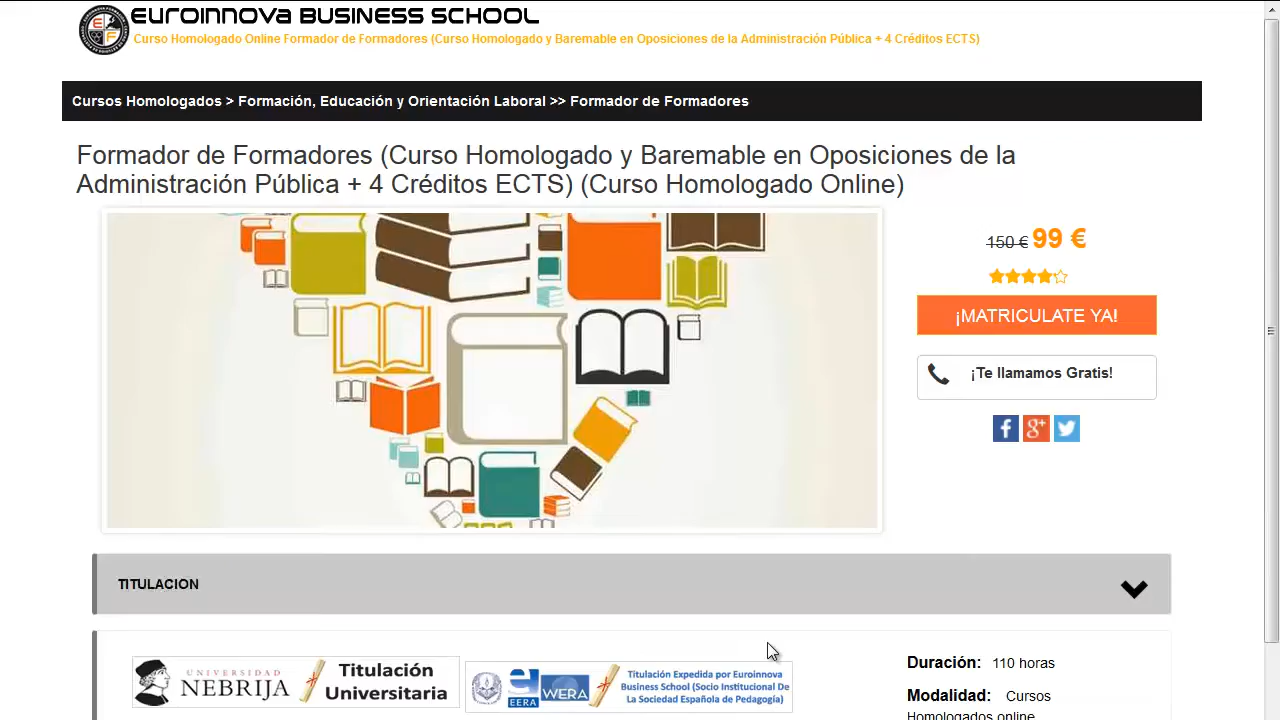 EUROINNOVA BUSINESS SCHOOL
Curso Homologado Online Formador de Formadores (Curso Homologado y Baremable en Oposiciones de la Administración Pública + 4 Créditos ECTS)
Cursos Homologados > Formación, Educación y Orientación Laboral >> Formador de Formadores
Formador de Formadores (Curso Homologado y Baremable en Oposiciones de la
Administración Pública + 4 Créditos ECTS) (Curso Homologado Online)
150 € 99 €
¡MATRICULATE YA!
¡Te llamamos Gratis!
TITULACION
UNIVERSIDAD
NEBRIJA
Titulación
Universitaria
EERA
WERA
Titulación Expedida por Euroinnova
Business School (Socio Institucional De
La Sociedad Española de Pedagogía)
Duración: 110 horas
Modalidad: Cursos
Homologados online